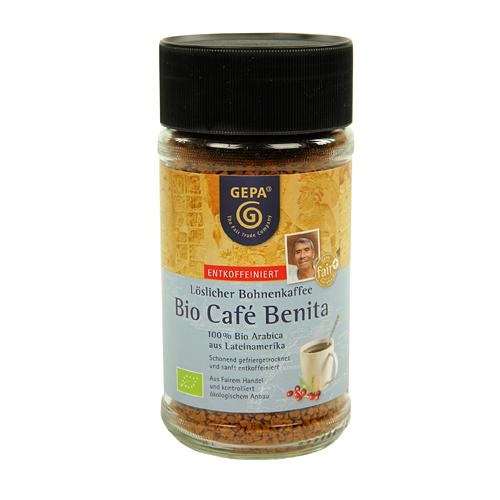 GEPA®
The Fair Trade Company
ENTKOFFEINIERT
fair+
Löslicher Bohnenkaffee
Bio Café Benita
100% Bio Arabica
aus Lateinamerika
Schonend gefriergetrocknet
und sanft entkoffeiniert
Aus Fairem Handel
und kontrolliert
ökologischem Anbau